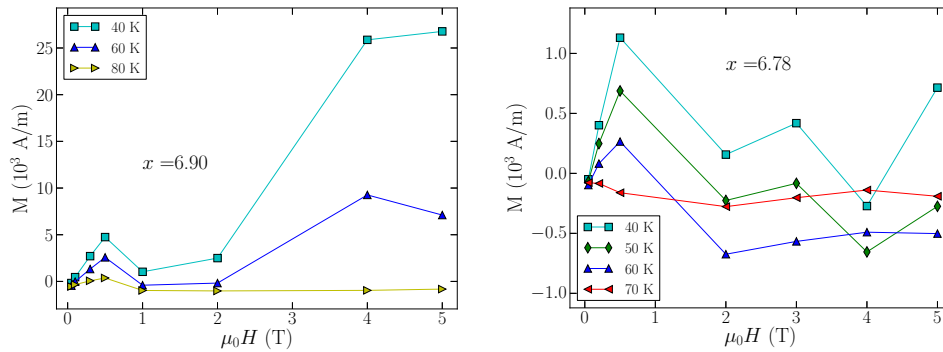 40 K
60 K
80 K
x =6.90
M (10³ A/m)
25
20
15
10
5
0
0 1 2 3 4 5
μ₀H (T)
x =6.78
M (10³ A/m)
1.0
0.5
0.0
−0.5
−1.0
40 K
50 K
60 K
70 K
0 1 2 3 4 5
μ₀H (T)